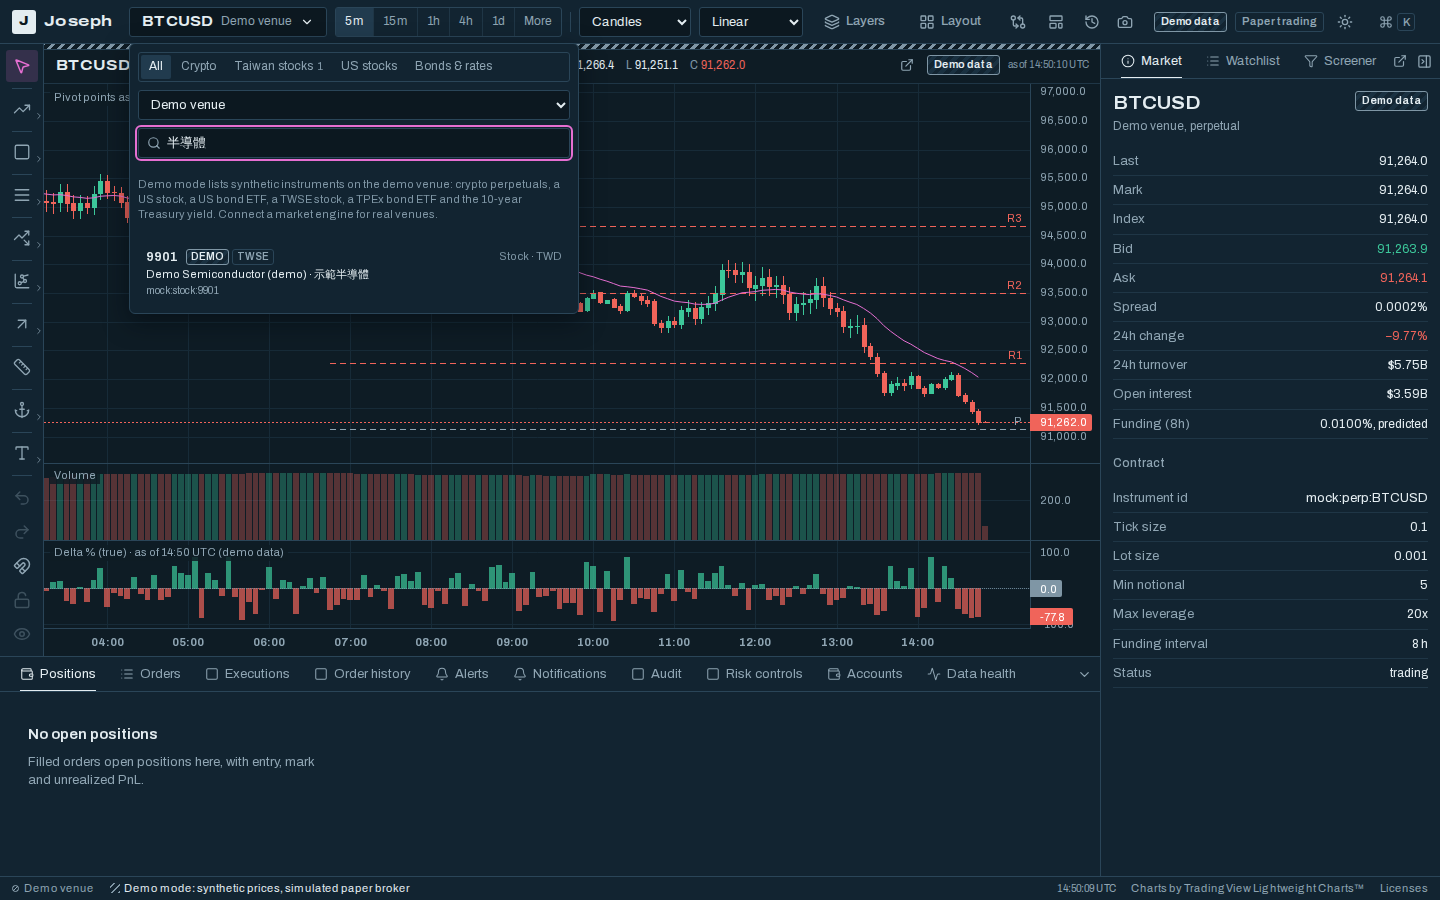 J Joseph BTCUSD Demo venue 5m 15m 1h 4h 1d More Candles Linear Layers Layout Demo data Paper trading ⌘ K
BTCUSD
All Crypto Taiwan stocks 1 US stocks Bonds & rates
1,266.4 L 91,251.1 C 91,262.0 Demo data as of 14:50:10 UTC
Pivot points as
Demo venue
半導體
Demo mode lists synthetic instruments on the demo venue: crypto perpetuals, a
US stock, a US bond ETF, a TWSE stock, a TPEx bond ETF and the 10-year
Treasury yield. Connect a market engine for real venues.
9901 DEMO TWSE Stock · TWD
Demo Semiconductor (demo) · 示範半導體
mock:stock:9901
R3
R2
R1
P
97,000.0
96,500.0
96,000.0
95,500.0
95,000.0
94,500.0
94,000.0
93,500.0
93,000.0
92,500.0
92,000.0
91,500.0
91,262.0
91,000.0
Volume
200.0
Delta % (true) · as of 14:50 UTC (demo data)
100.0
0.0
-77.8
04:00 05:00 06:00 07:00 08:00 09:00 10:00 11:00 12:00 13:00 14:00
Market Watchlist Screener
BTCUSD Demo data
Demo venue, perpetual
Last 91,264.0
Mark 91,264.0
Index 91,264.0
Bid 91,263.9
Ask 91,264.1
Spread 0.0002%
24h change −9.77%
24h turnover $5.75B
Open interest $3.59B
Funding (8h) 0.0100%, predicted
Contract
Instrument id mock:perp:BTCUSD
Tick size 0.1
Lot size 0.001
Min notional 5
Max leverage 20x
Funding interval 8 h
Status trading
Positions Orders Executions Order history Alerts Notifications Audit Risk controls Accounts Data health
No open positions
Filled orders open positions here, with entry, mark
and unrealized PnL.
Demo venue Demo mode: synthetic prices, simulated paper broker 14:50:09 UTC Charts by TradingView Lightweight Charts™ Licenses